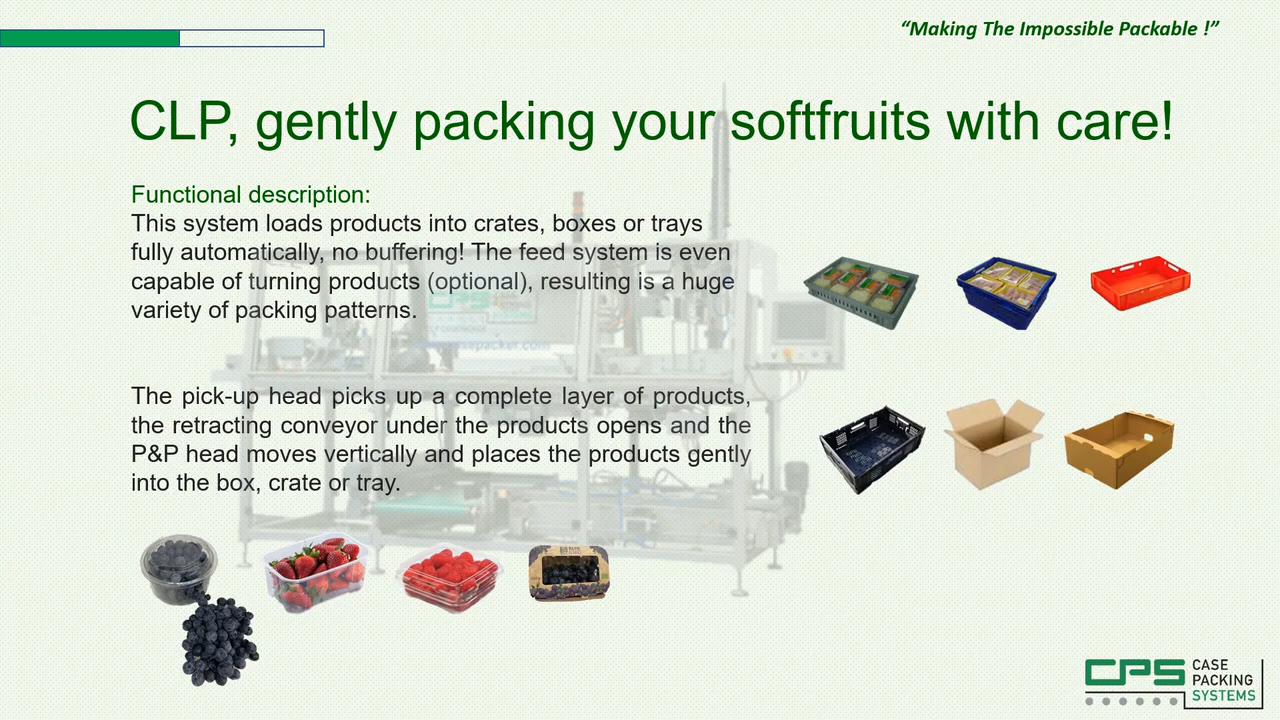 “Making The Impossible Packable !”
CLP, gently packing your softfruits with care!
Functional description:
This system loads products into crates, boxes or trays
fully automatically, no buffering! The feed system is even
capable of turning products (optional), resulting is a huge
variety of packing patterns.
The pick-up head picks up a complete layer of products,
the retracting conveyor under the products opens and the
P&P head moves vertically and places the products gently
into the box, crate or tray.
CPS CASE
PACKING
SYSTEMS